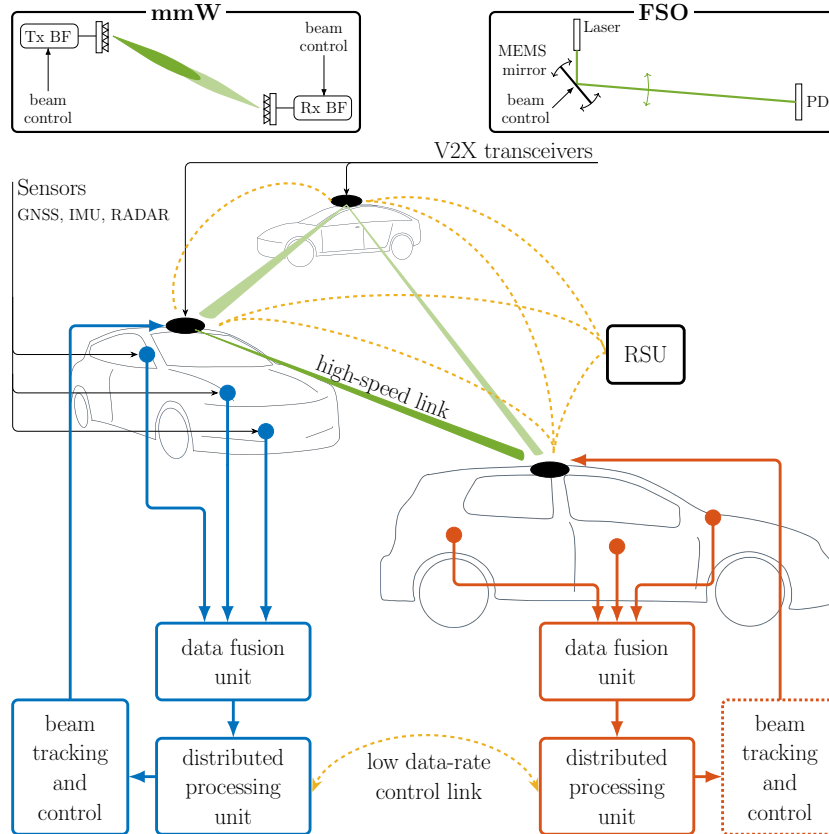 mmW
Tx BF
beam
control
beam
control
Rx BF
FSO
Laser
MEMS
mirror
beam
control
PD
V2X transceivers
Sensors
GNSS, IMU, RADAR
RSU
high-speed link
data fusion
unit
data fusion
unit
beam
tracking
and
control
distributed
processing
unit
low data-rate
control link
distributed
processing
unit
beam
tracking
and
control